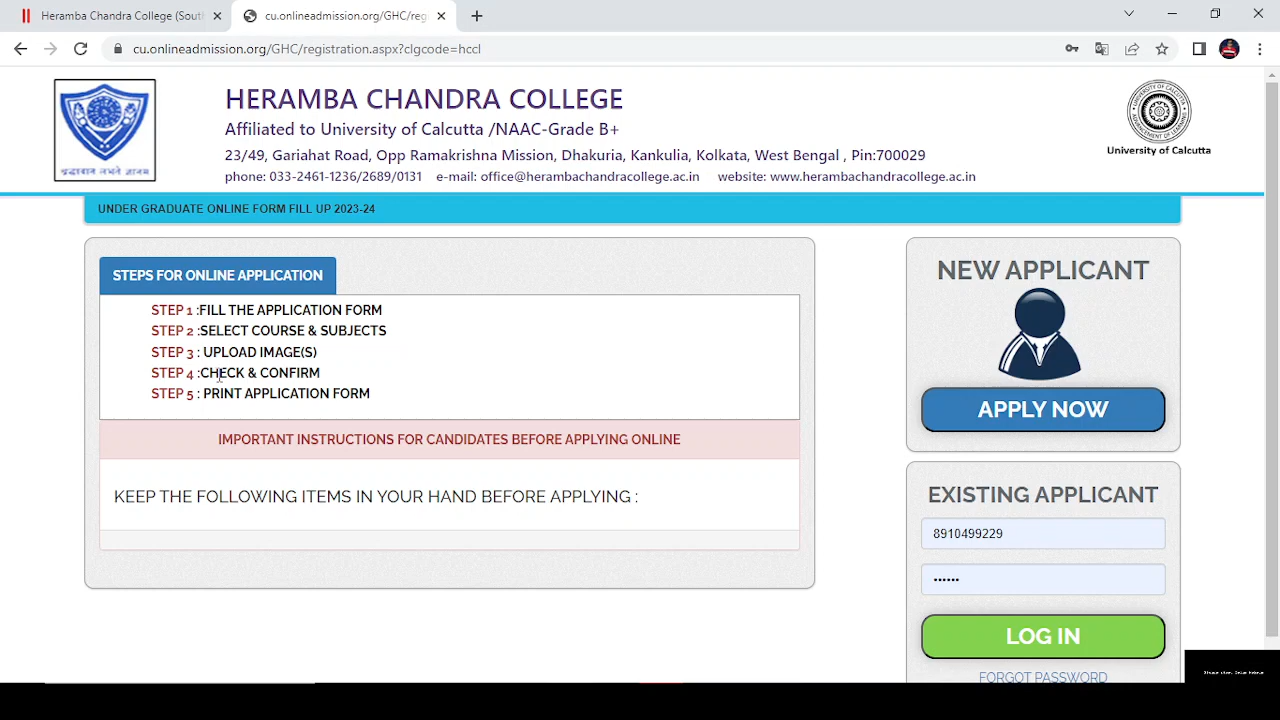 Heramba Chandra College (Sout
cu.onlineadmission.org/GHC/reg
cu.onlineadmission.org/GHC/registration.aspx?clgcode=hccl
HERAMBA CHANDRA COLLEGE
Affiliated to University of Calcutta /NAAC-Grade B+
23/49, Gariahat Road, Opp Ramakrishna Mission, Dhakuria, Kankulia, Kolkata, West Bengal , Pin:700029
phone: 033-2461-1236/2689/0131 e-mail: office@herambachandracollege.ac.in website: www.herambachandracollege.ac.in
University of Calcutta
UNDER GRADUATE ONLINE FORM FILL UP 2023-24
STEPS FOR ONLINE APPLICATION
STEP 1 :FILL THE APPLICATION FORM
STEP 2 :SELECT COURSE & SUBJECTS
STEP 3 : UPLOAD IMAGE(S)
STEP 4 :CHECK & CONFIRM
STEP 5 : PRINT APPLICATION FORM
IMPORTANT INSTRUCTIONS FOR CANDIDATES BEFORE APPLYING ONLINE
KEEP THE FOLLOWING ITEMS IN YOUR HAND BEFORE APPLYING :
NEW APPLICANT
APPLY NOW
EXISTING APPLICANT
8910499229
••••••
LOG IN
FORGOT PASSWORD